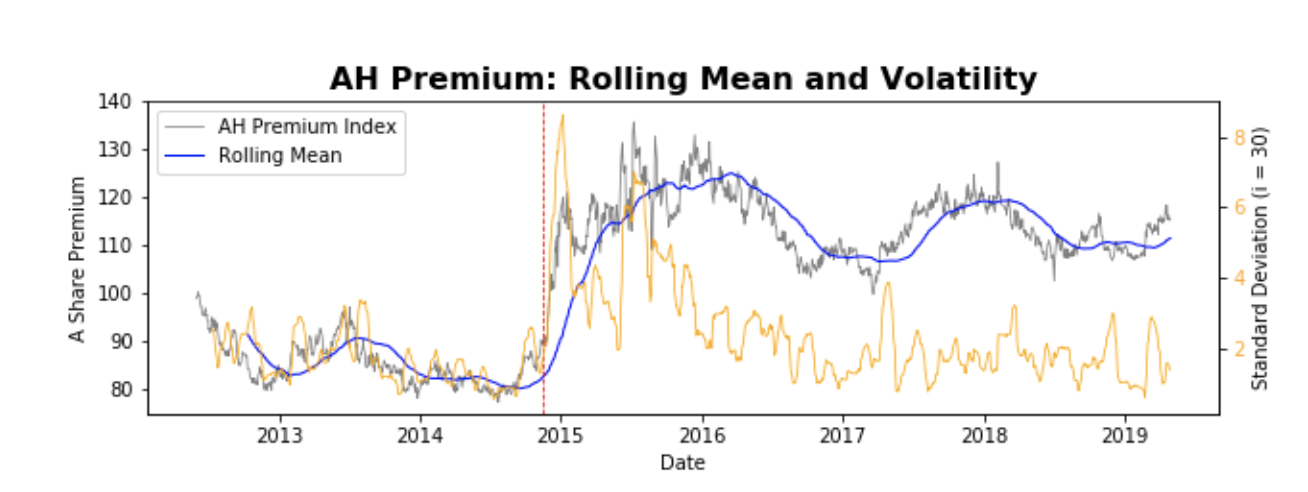 AH Premium: Rolling Mean and Volatility
AH Premium Index
Rolling Mean
140
130
120
110
100
90
80
A Share Premium
8
6
4
2
Standard Deviation (i = 30)
2013 2014 2015 2016 2017 2018 2019
Date